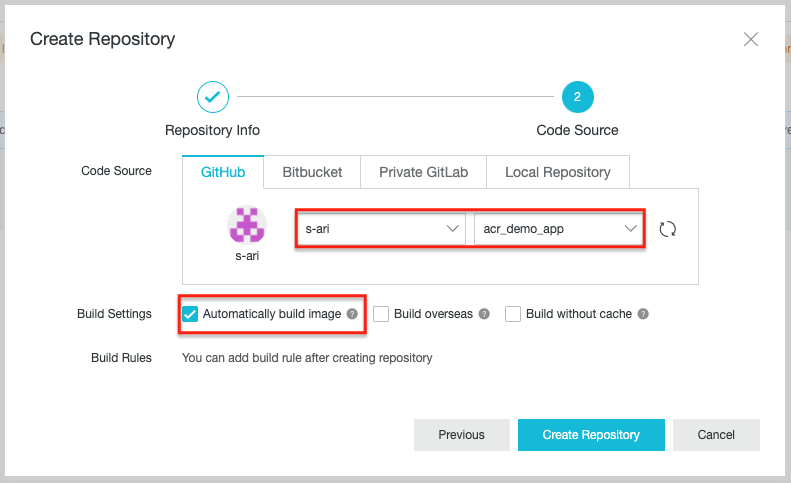 Create Repository
2
Repository Info
Code Source
Code Source
GitHub
Bitbucket
Private GitLab
Local Repository
s-ari
s-ari
acr_demo_app
Build Settings
Automatically build image ?
Build overseas ?
Build without cache ?
Build Rules
You can add build rule after creating repository
Previous
Create Repository
Cancel